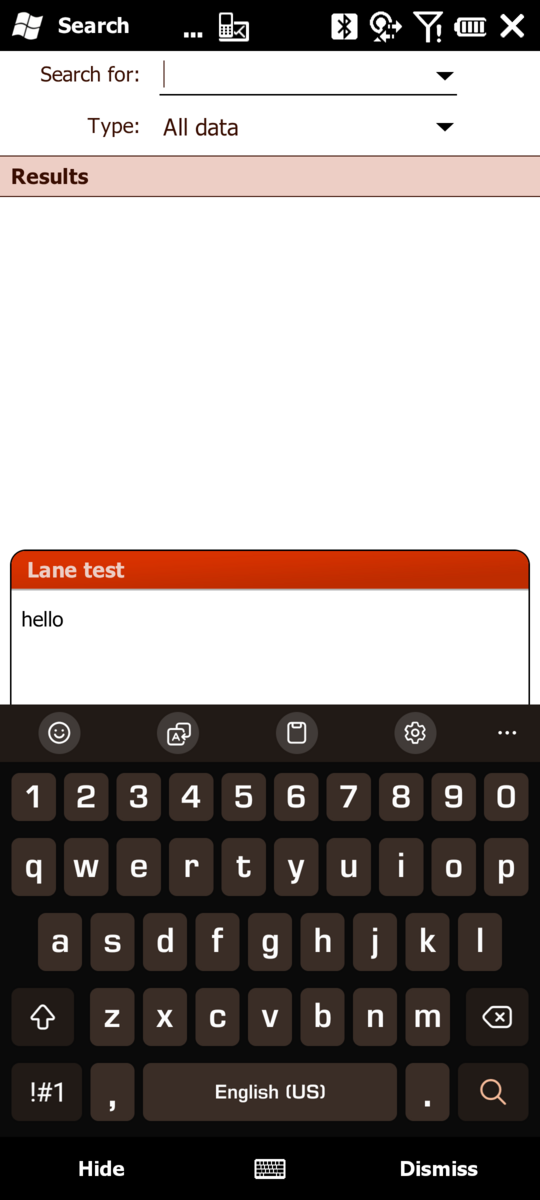 Search
...
Search for:
Type: All data
Results
Lane test
hello
...
1 2 3 4 5 6 7 8 9 0
q w e r t y u i o p
a s d f g h j k l
z x c v b n m
!#1 , English (US) .
Hide Dismiss